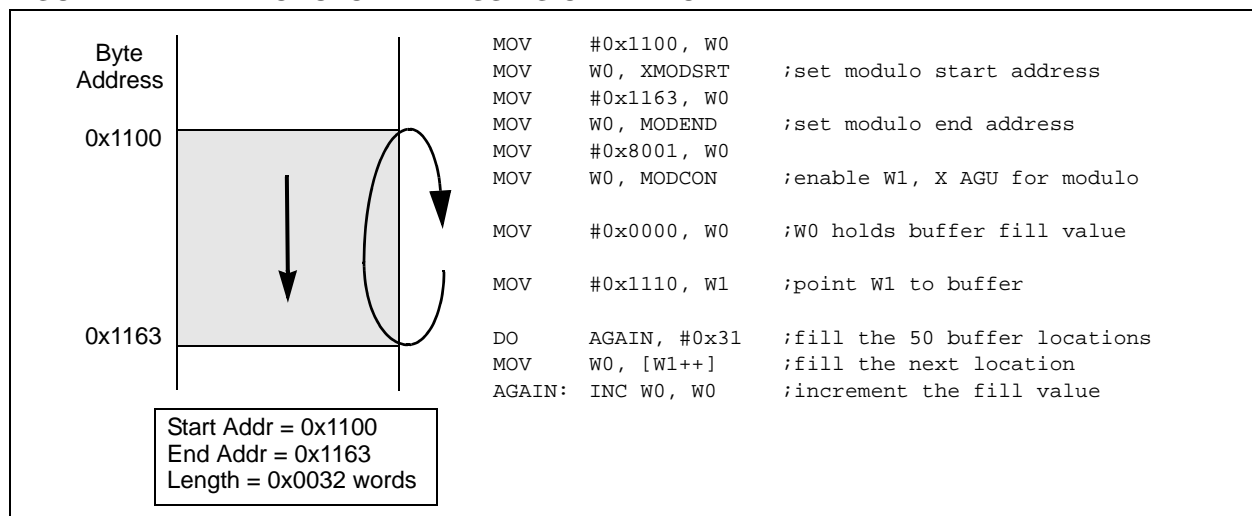 Byte
Address
0x1100
0x1163
Start Addr = 0x1100
End Addr = 0x1163
Length = 0x0032 words
MOV #0x1100, W0
MOV W0, XMODSRT ;set modulo start address
MOV #0x1163, W0
MOV W0, MODEND ;set modulo end address
MOV #0x8001, W0
MOV W0, MODCON ;enable W1, X AGU for modulo
MOV #0x0000, W0 ;W0 holds buffer fill value
MOV #0x1110, W1 ;point W1 to buffer
DO AGAIN, #0x31 ;fill the 50 buffer locations
MOV W0, [W1++] ;fill the next location
AGAIN: INC W0, W0 ;increment the fill value